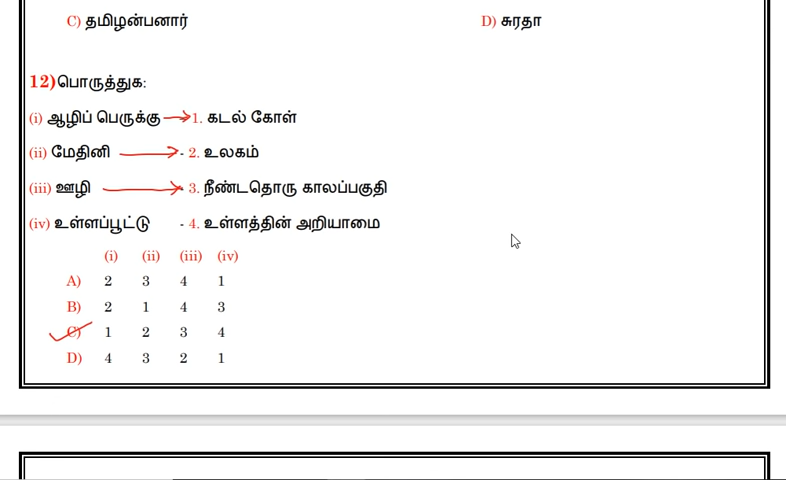 C) தமிழன்பனார் D) சுரதா
12)பொருத்துக:
(i) ஆழிப் பெருக்கு 1. கடல் கோள்
(ii) மேதினி - 2. உலகம்
(iii) ஊழி 3. நீண்டதொரு காலப்பகுதி
(iv) உள்ளப்பூட்டு - 4. உள்ளத்தின் அறியாமை
(i) (ii) (iii) (iv)
A) 2 3 4 1
B) 2 1 4 3
C) 1 2 3 4
D) 4 3 2 1